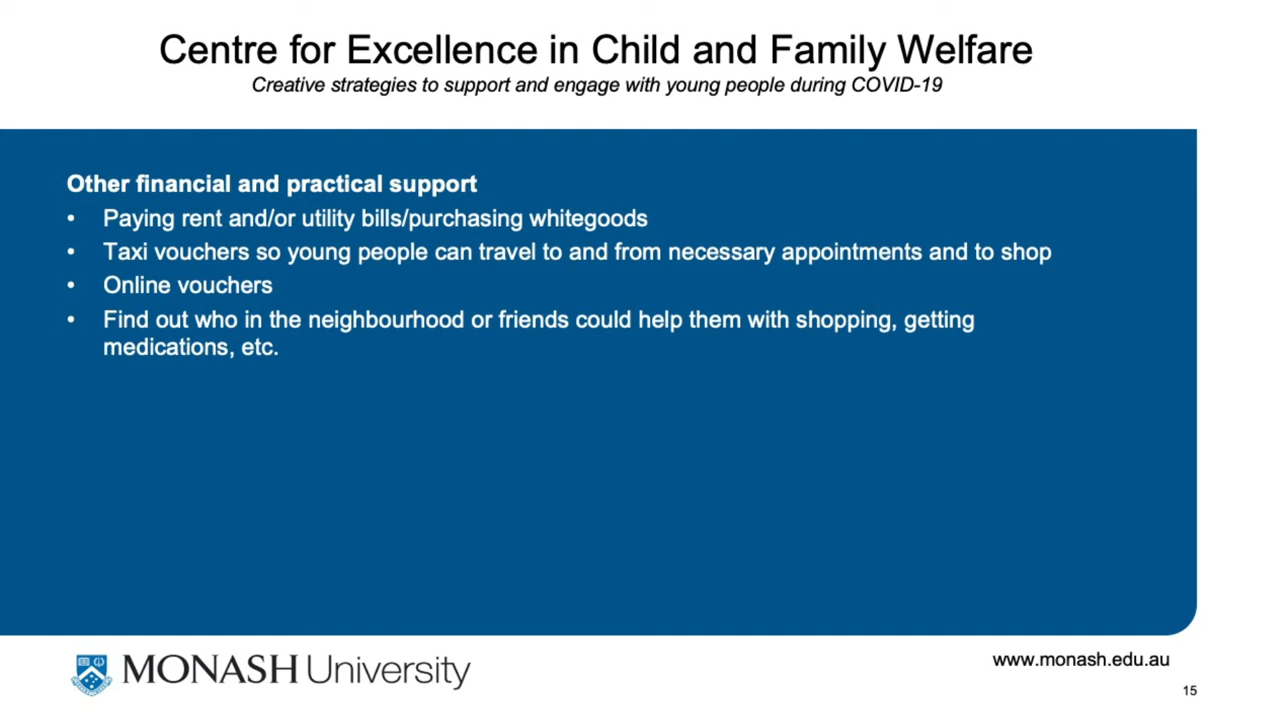 Centre for Excellence in Child and Family Welfare
Creative strategies to support and engage with young people during COVID-19
Other financial and practical support
• Paying rent and/or utility bills/purchasing whitegoods
• Taxi vouchers so young people can travel to and from necessary appointments and to shop
• Online vouchers
• Find out who in the neighbourhood or friends could help them with shopping, getting
medications, etc.
MONASH University
www.monash.edu.au
15